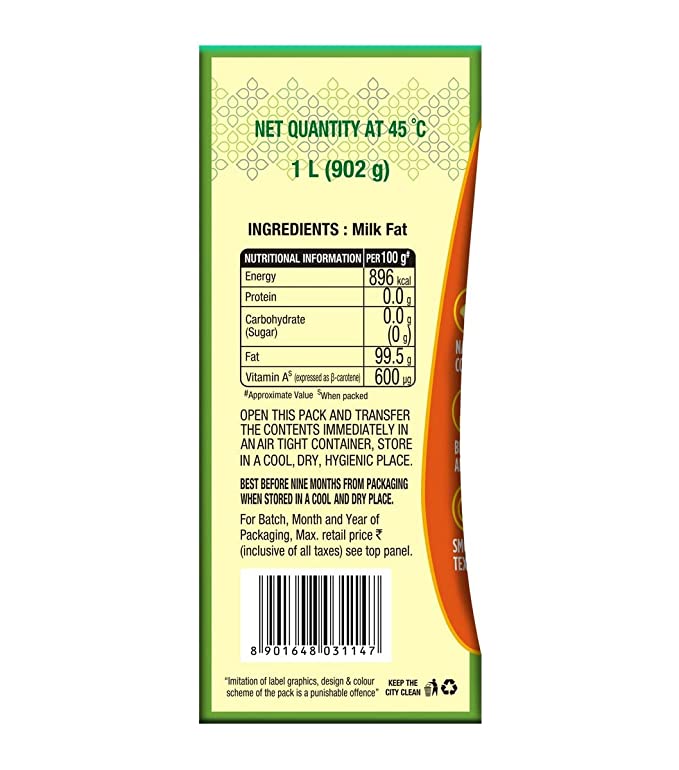 NET QUANTITY AT 45 °C
1 L (902 g)
INGREDIENTS : Milk Fat
NUTRITIONAL INFORMATION PER 100 g#
Energy 896 kcal
Protein 0.0 g
Carbohydrate 0.0 g
(Sugar) (0 g)
Fat 99.5 g
Vitamin A$ (expressed as β-carotene) 600 µg
#Approximate Value $When packed
OPEN THIS PACK AND TRANSFER
THE CONTENTS IMMEDIATELY IN
AN AIR TIGHT CONTAINER, STORE
IN A COOL, DRY, HYGIENIC PLACE.
BEST BEFORE NINE MONTHS FROM PACKAGING
WHEN STORED IN A COOL AND DRY PLACE.
For Batch, Month and Year of
Packaging, Max. retail price ₹
(inclusive of all taxes) see top panel.
8 901648 031147
"Imitation of label graphics, design & colour
scheme of the pack is a punishable offence"
KEEP THE
CITY CLEAN